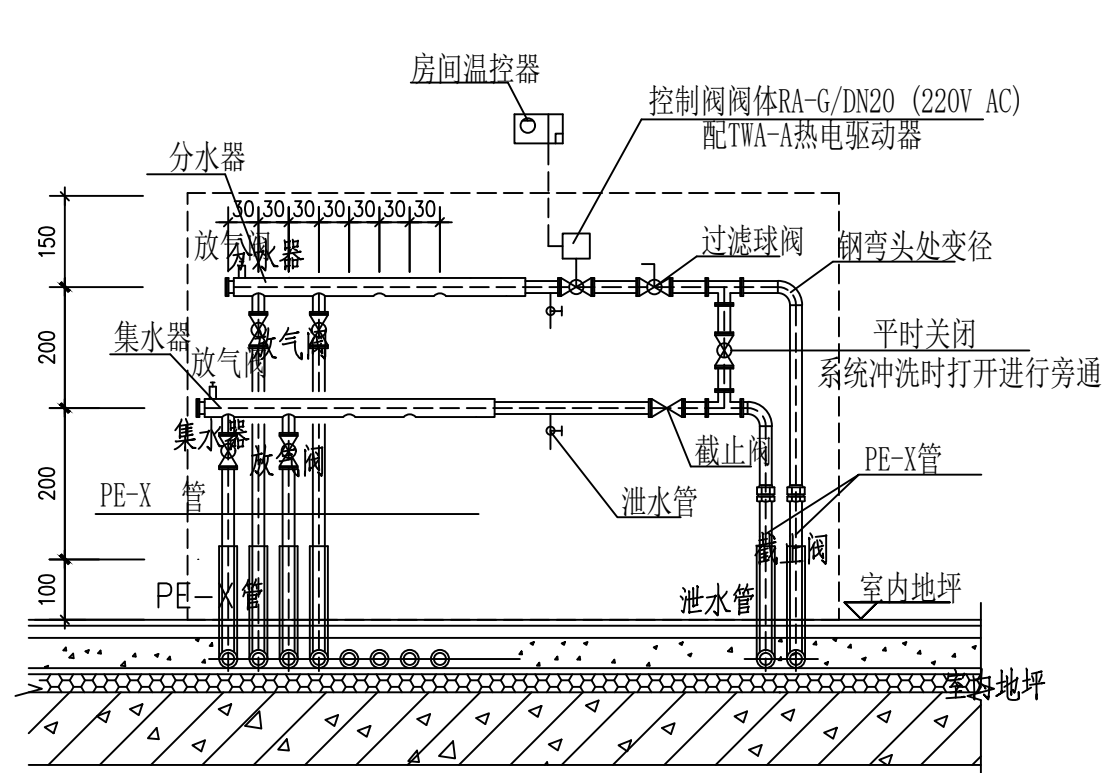 房间温控器
控制阀阀体RA-G/DN20 (220V AC)
配TWA-A热电驱动器
分水器
30 30 30 30 30 30 30
150
放气阀
分水器
过滤球阀
钢弯头处变径
集水器
放气阀
放气阀
平时关闭
系统冲洗时打开进行旁通
200
集水器
放气阀
截止阀
PE-X管
200
PE-X 管
泄水管
截止阀
100
PE-X管
泄水管
室内地坪
室内地坪